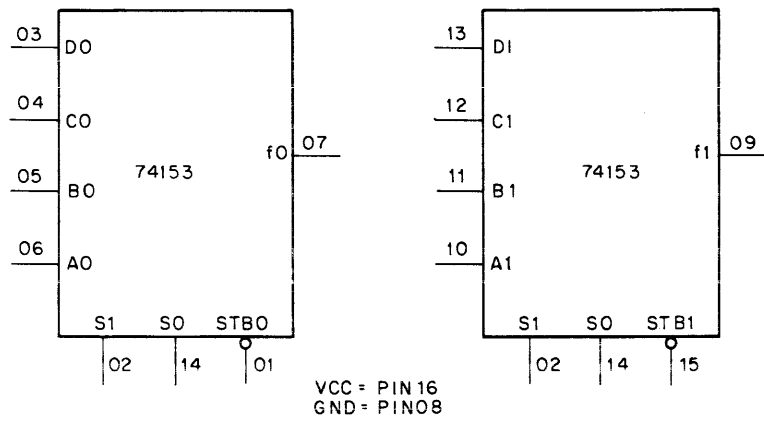 03 D0
04 C0
05 B0
06 A0
74153
f0 07
S1 S0 STB0
02 14 01
13 D1
12 C1
11 B1
10 A1
74153
f1 09
S1 S0 STB1
02 14 15
VCC = PIN 16
GND = PIN08